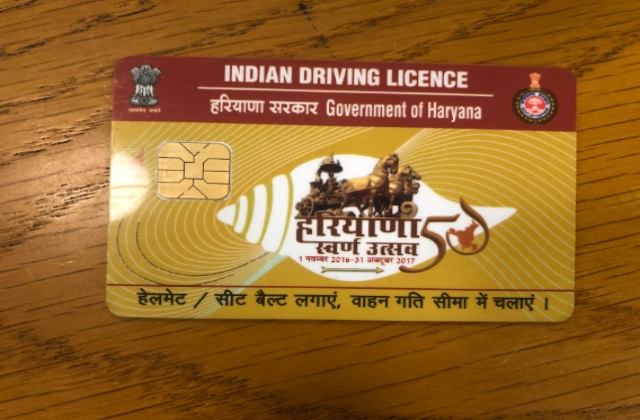 INDIAN DRIVING LICENCE
हरियाणा सरकार Government of Haryana
हरियाणा 50
स्वर्ण उत्सव
1 नवम्बर 2016-31 अक्टूबर 2017
हेलमेट / सीट बैल्ट लगाएं, वाहन गति सीमा में चलाएं ।